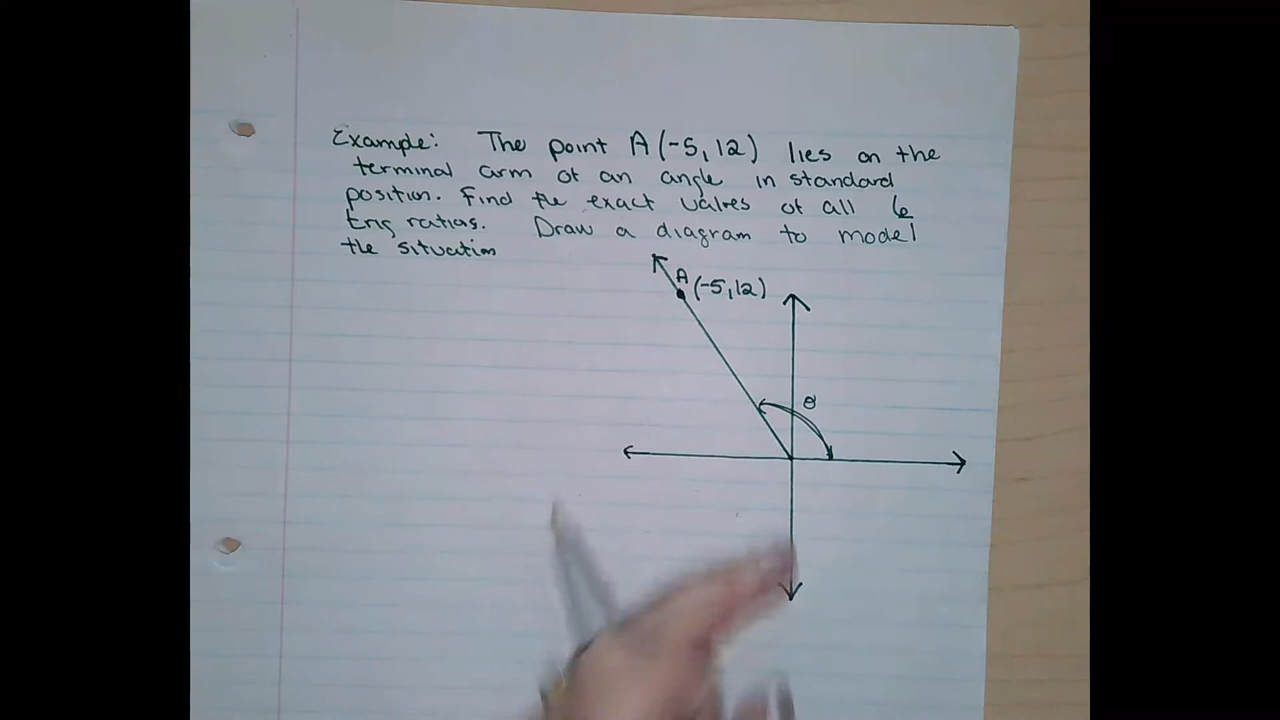 Example: The point A(-5,12) lies on the
terminal arm of an angle in standard
position. Find the exact values of all 6
trig ratios. Draw a diagram to model
the situation
A(-5,12)
θ